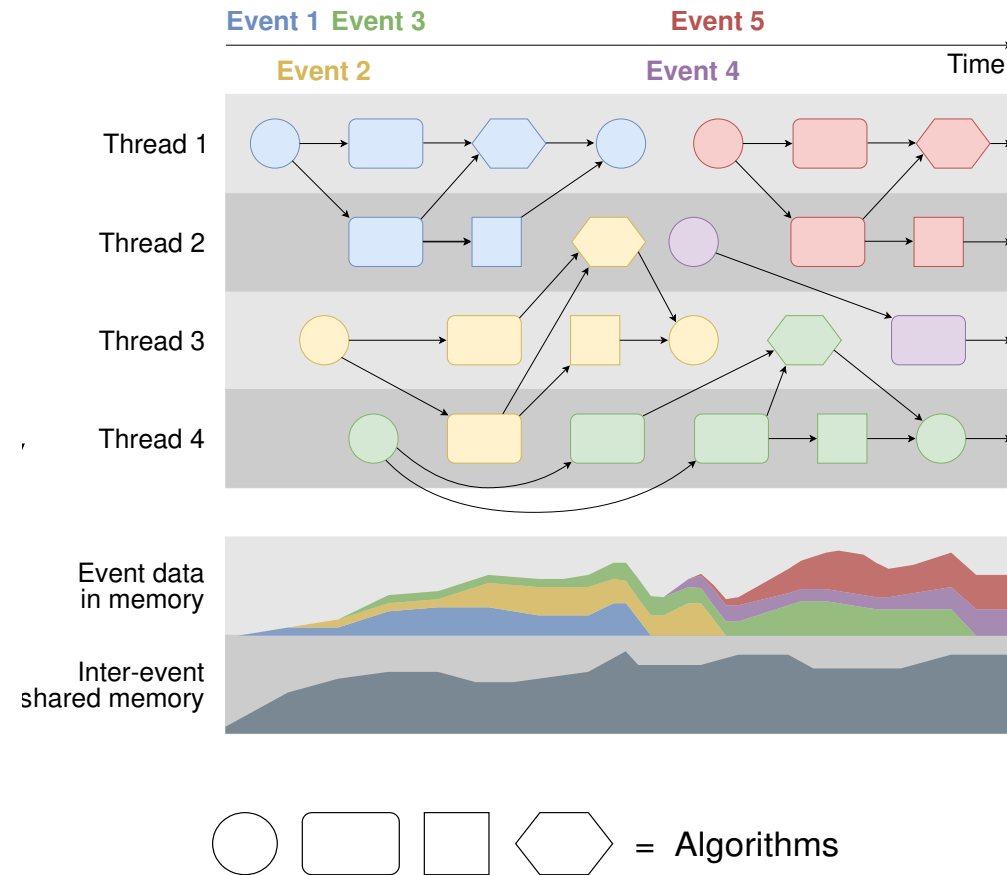 Event 1 Event 3 Event 5
Event 2 Event 4 Time
Thread 1
Thread 2
Thread 3
Thread 4
Event data
in memory
Inter-event
shared memory
= Algorithms